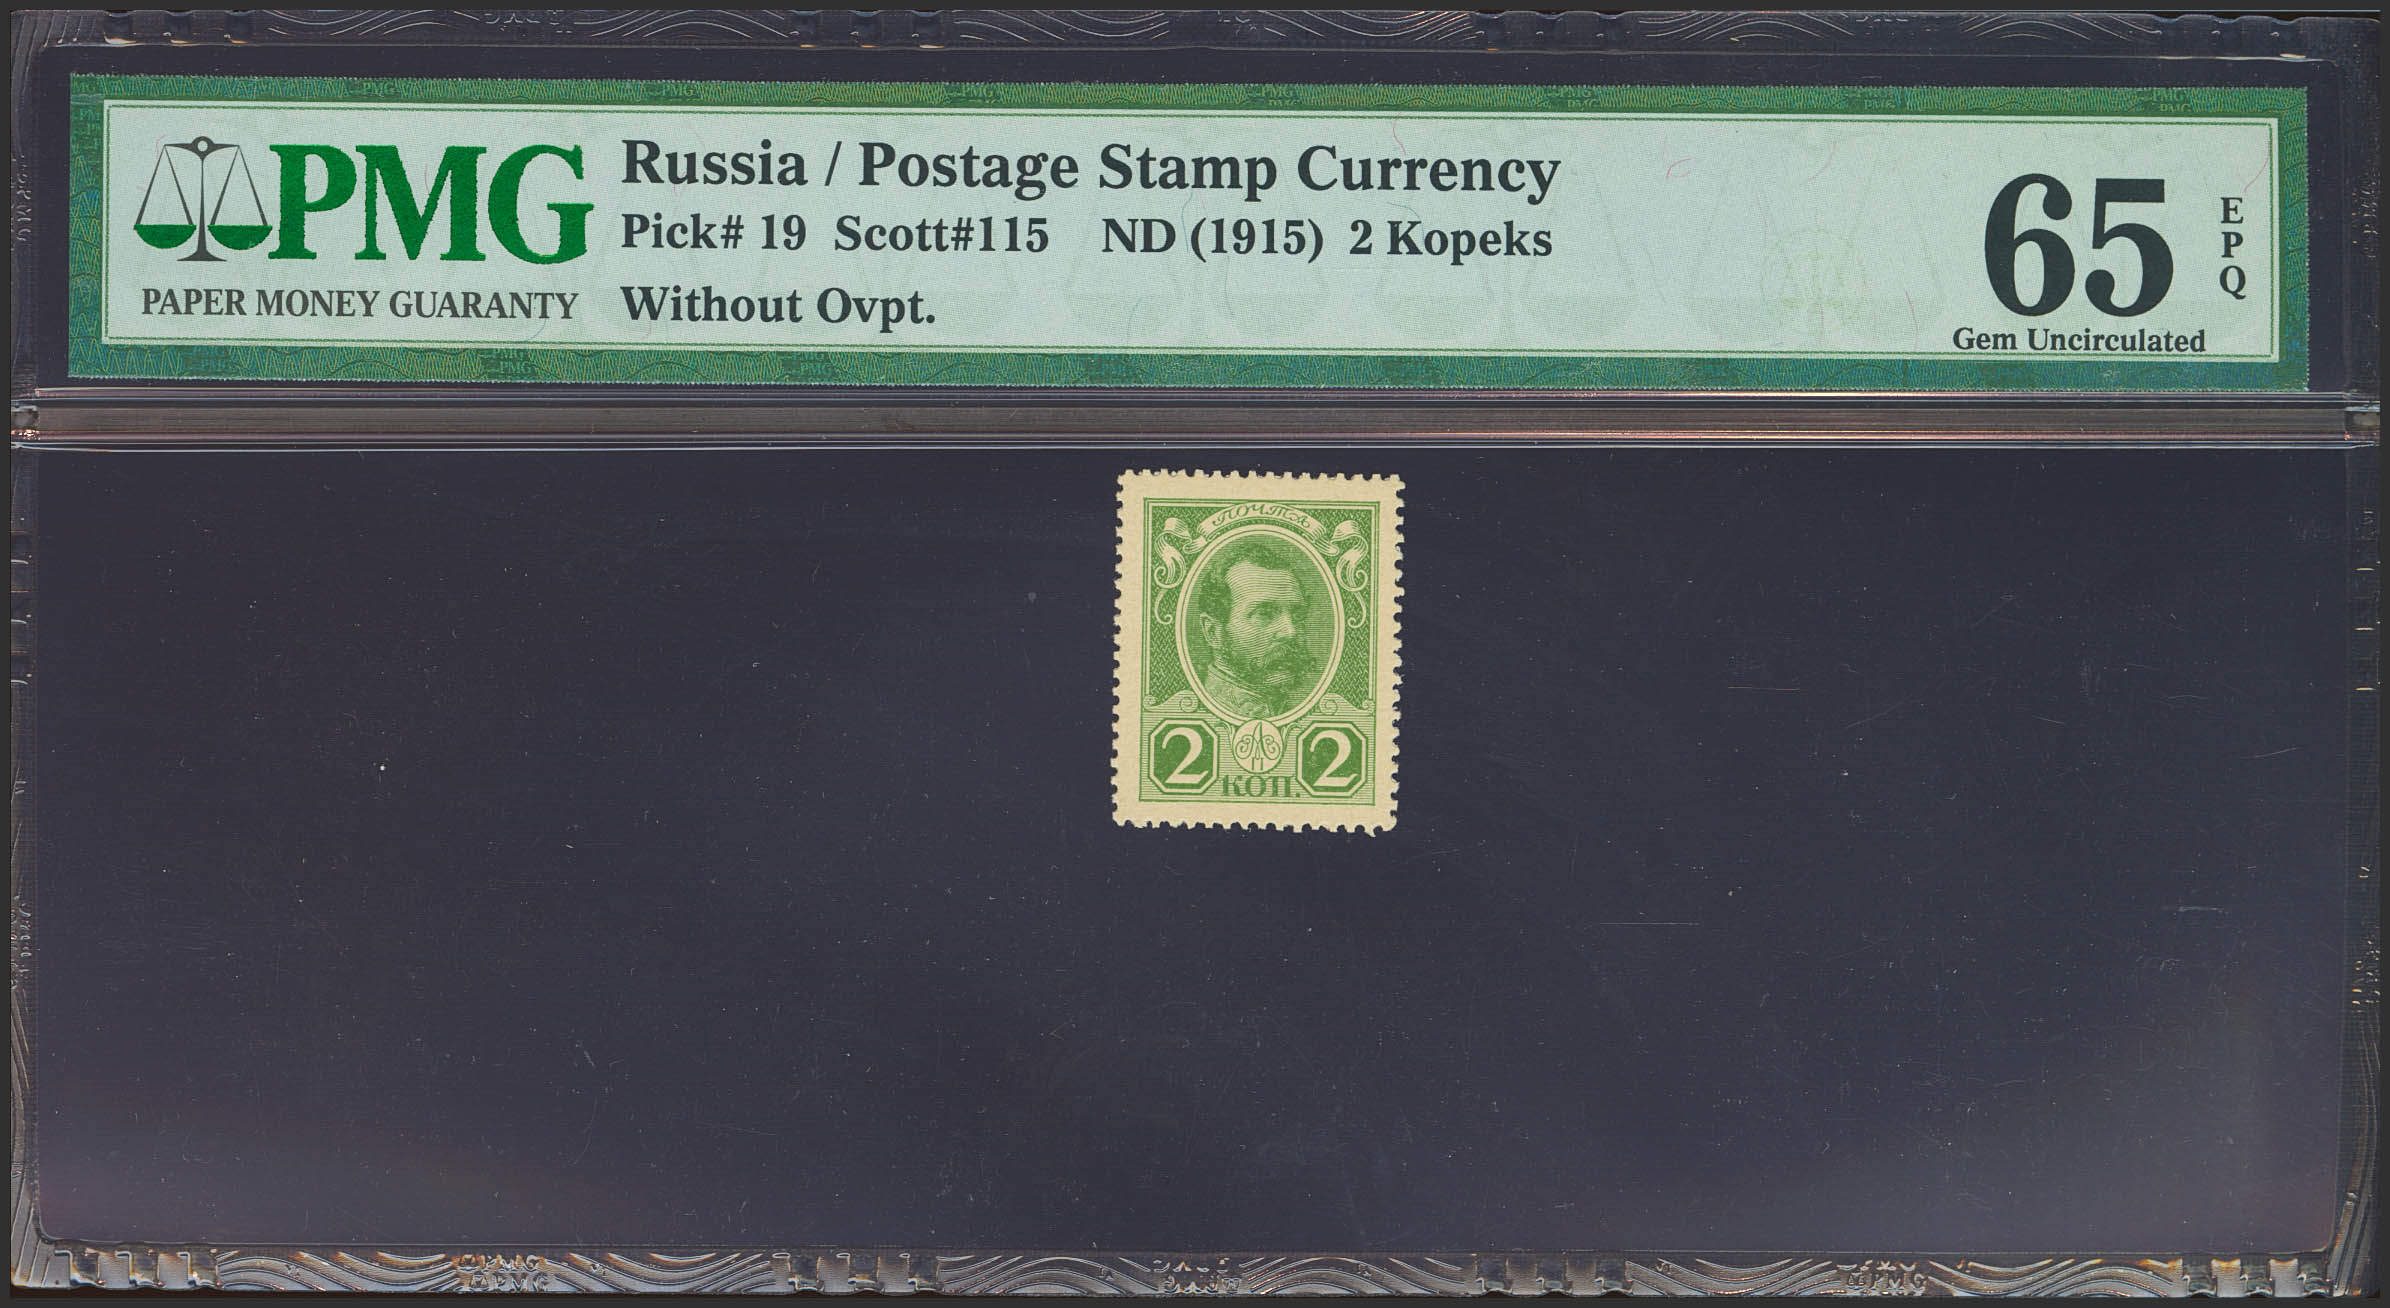 PMG
PAPER MONEY GUARANTY
Russia / Postage Stamp Currency
Pick# 19 Scott#115 ND (1915) 2 Kopeks
Without Ovpt.
65
EPQ
Gem Uncirculated
ПОЧТА
2 2
КОП.